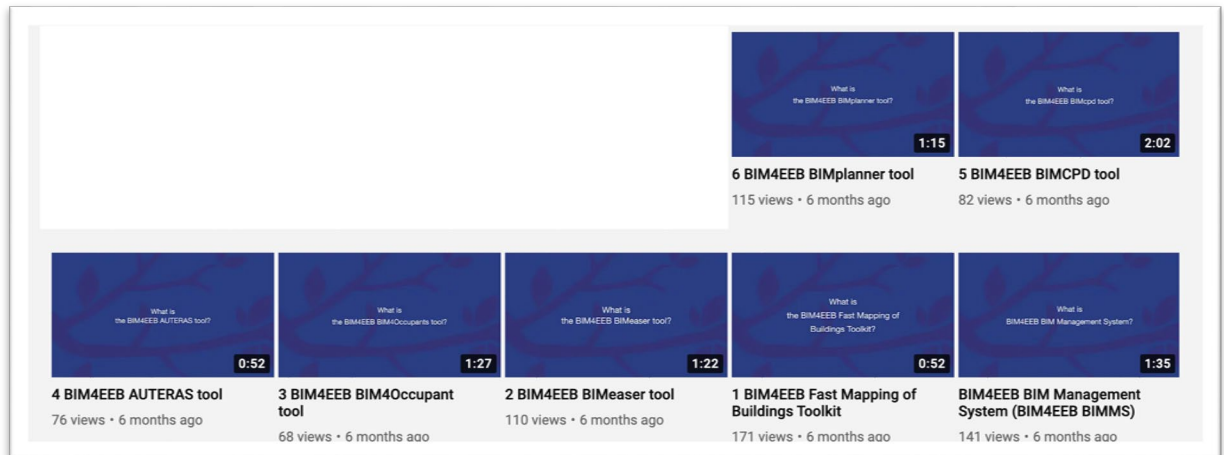 What is
the BIM4EEB BIMplanner tool?
1:15
6 BIM4EEB BIMplanner tool
115 views • 6 months ago
What is
the BIM4EEB BIMcpd tool?
2:02
5 BIM4EEB BIMCPD tool
82 views • 6 months ago
What is
the BIM4EEB AUTERAS tool?
0:52
4 BIM4EEB AUTERAS tool
76 views • 6 months ago
What is
the BIM4EEB BIM4Occupants tool?
1:27
3 BIM4EEB BIM4Occupant
tool
68 views • 6 months ago
What is
the BIM4EEB BIMeaser tool?
1:22
2 BIM4EEB BIMeaser tool
110 views • 6 months ago
What is
the BIM4EEB Fast Mapping of
Buildings Toolkit?
0:52
1 BIM4EEB Fast Mapping of
Buildings Toolkit
171 views • 6 months ago
What is
BIM4EEB BIM Management System?
1:35
BIM4EEB BIM Management
System (BIM4EEB BIMMS)
141 views • 6 months ago